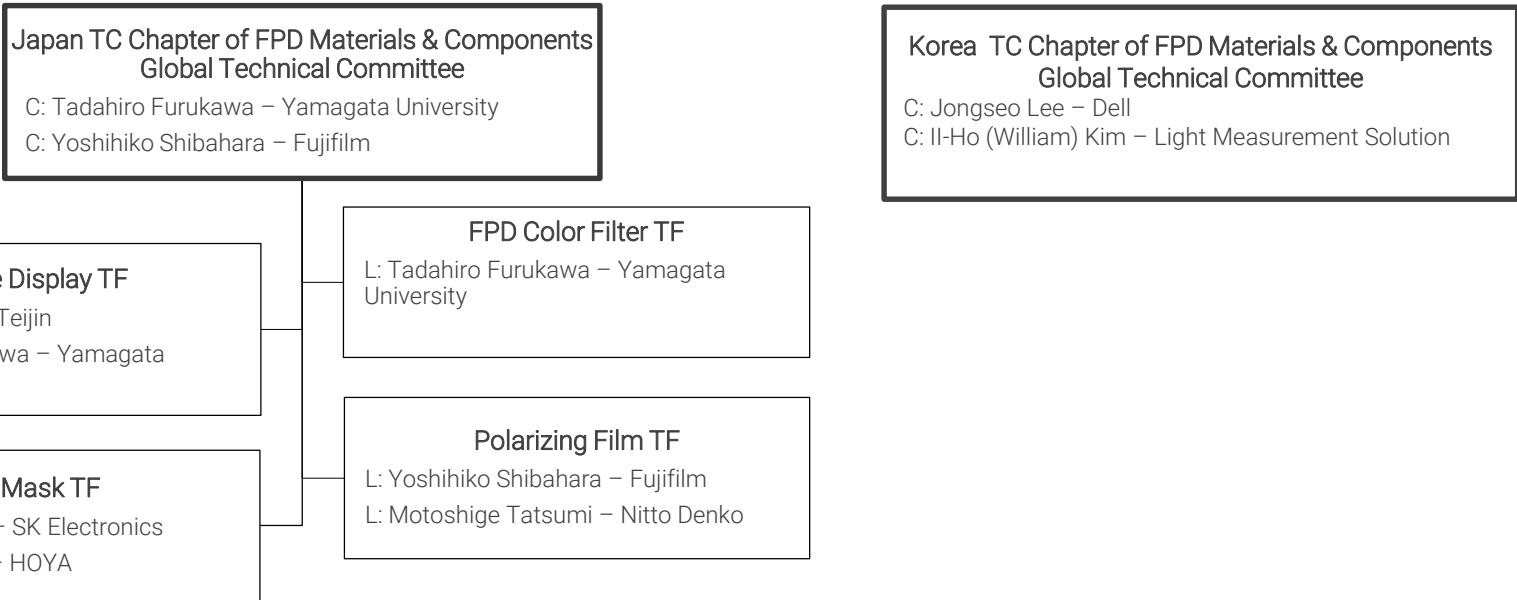 Japan TC Chapter of FPD Materials & Components
Global Technical Committee
C: Tadahiro Furukawa – Yamagata University
C: Yoshihiko Shibahara – Fujifilm
Korea TC Chapter of FPD Materials & Components
Global Technical Committee
C: Jongseo Lee – Dell
C: Il-Ho (William) Kim – Light Measurement Solution
FPD Color Filter TF
L: Tadahiro Furukawa – Yamagata
University
Display TF
Teijin
wa – Yamagata
Polarizing Film TF
L: Yoshihiko Shibahara – Fujifilm
L: Motoshige Tatsumi – Nitto Denko
Mask TF
– SK Electronics
– HOYA